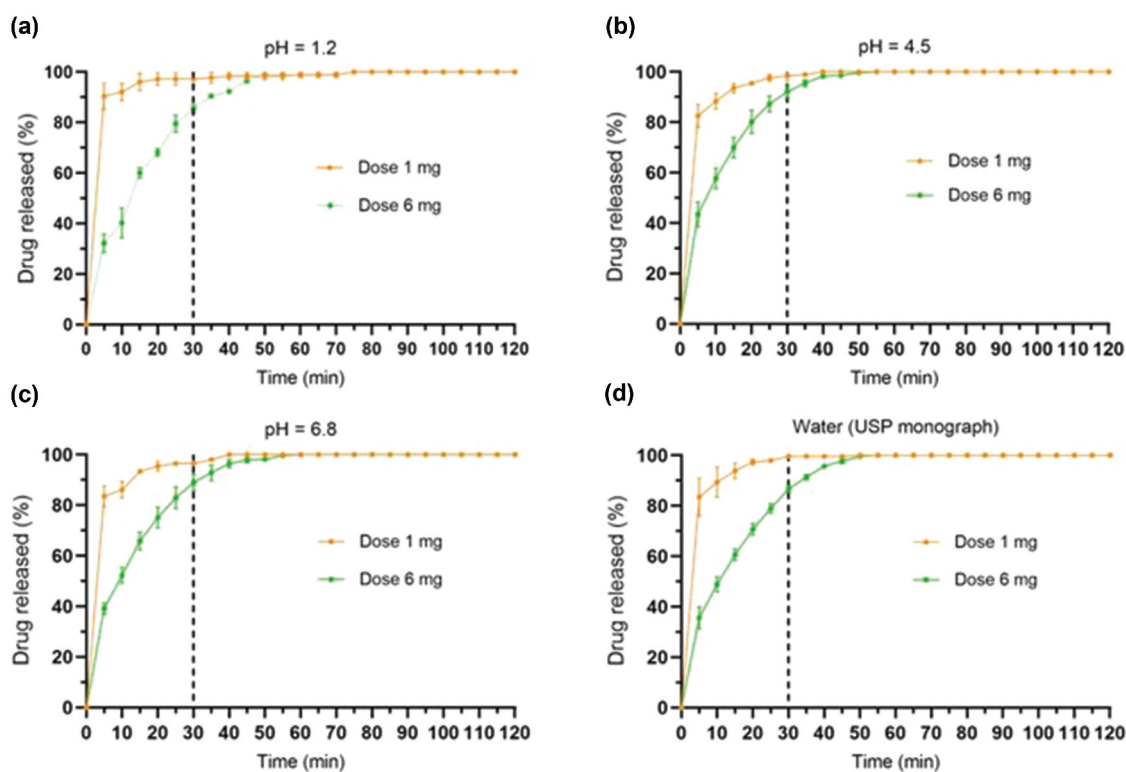 (a)
pH = 1.2
Drug released (%)
100
80
60
40
20
0
Dose 1 mg
Dose 6 mg
0 10 20 30 40 50 60 70 80 90 100 110 120
Time (min)
(b)
pH = 4.5
Drug released (%)
100
80
60
40
20
0
Dose 1 mg
Dose 6 mg
0 10 20 30 40 50 60 70 80 90 100 110 120
Time (min)
(c)
pH = 6.8
Drug released (%)
100
80
60
40
20
0
Dose 1 mg
Dose 6 mg
0 10 20 30 40 50 60 70 80 90 100 110 120
Time (min)
(d)
Water (USP monograph)
Drug released (%)
100
80
60
40
20
0
Dose 1 mg
Dose 6 mg
0 10 20 30 40 50 60 70 80 90 100 110 120
Time (min)